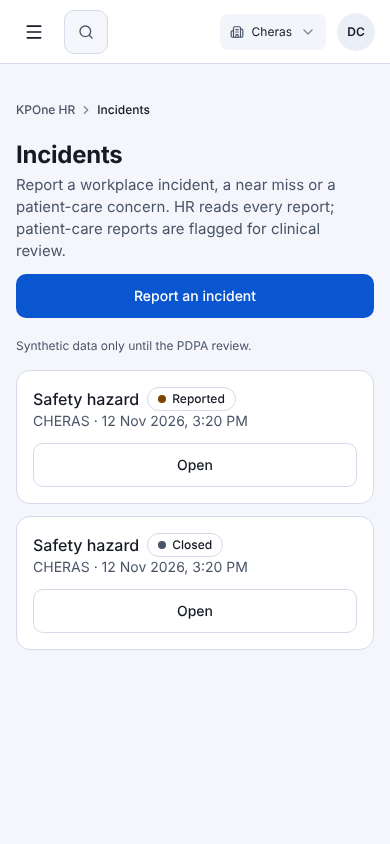 Cheras
DC
KPOne HR > Incidents
Incidents
Report a workplace incident, a near miss or a
patient-care concern. HR reads every report;
patient-care reports are flagged for clinical
review.
Report an incident
Synthetic data only until the PDPA review.
Safety hazard Reported
CHERAS · 12 Nov 2026, 3:20 PM
Open
Safety hazard Closed
CHERAS · 12 Nov 2026, 3:20 PM
Open